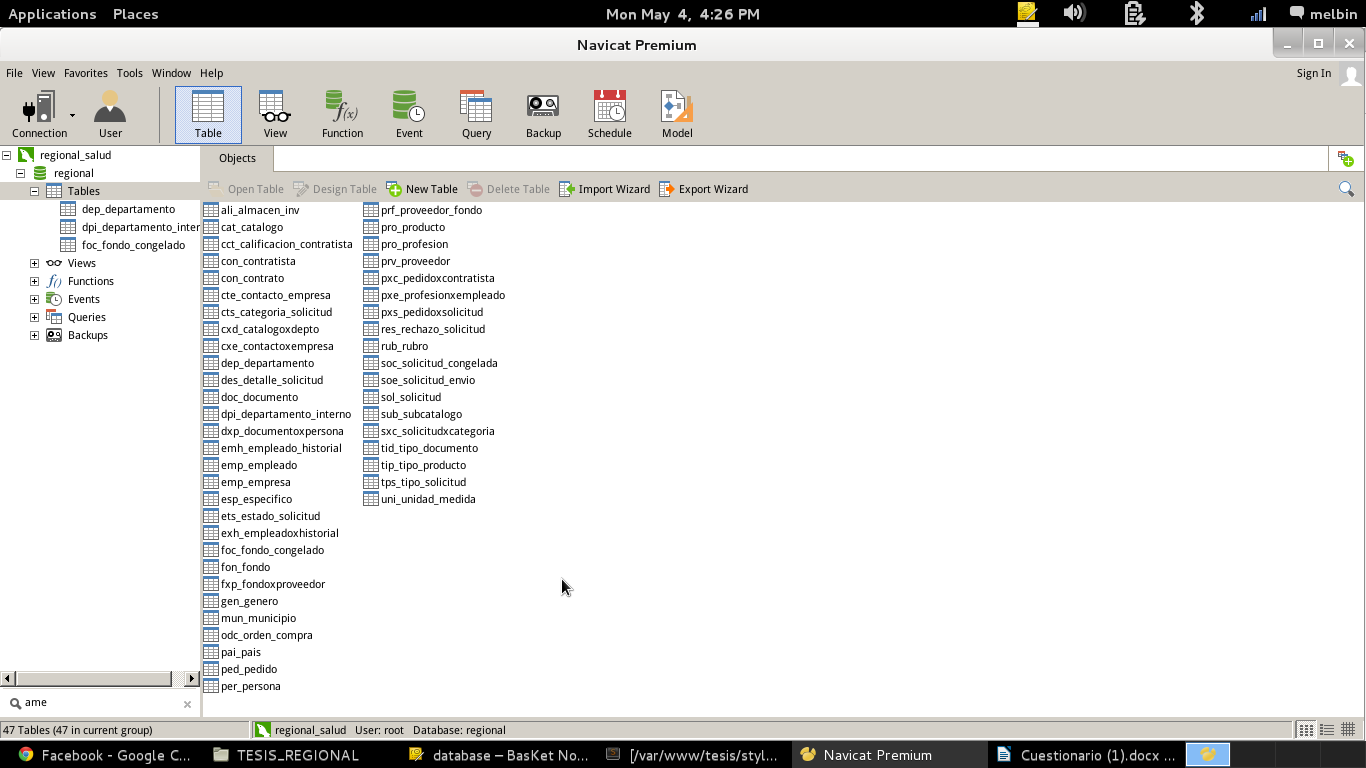 Applications Places Mon May 4, 4:26 PM melbin
Navicat Premium
File View Favorites Tools Window Help Sign In
Connection User Table View Function Event Query Backup Schedule Model
regional_salud
regional
Tables
dep_departamento
dpi_departamento_inter
foc_fondo_congelado
Views
Functions
Events
Queries
Backups
ame
Objects
Open Table Design Table New Table Delete Table Import Wizard Export Wizard
ali_almacen_inv
cat_catalogo
cct_calificacion_contratista
con_contratista
con_contrato
cte_contacto_empresa
cts_categoria_solicitud
cxd_catalogoxdepto
cxe_contactoxempresa
dep_departamento
des_detalle_solicitud
doc_documento
dpi_departamento_interno
dxp_documentoxpersona
emh_empleado_historial
emp_empleado
emp_empresa
esp_especifico
ets_estado_solicitud
exh_empleadoxhistorial
foc_fondo_congelado
fon_fondo
fxp_fondoxproveedor
gen_genero
mun_municipio
odc_orden_compra
pai_pais
ped_pedido
per_persona
prf_proveedor_fondo
pro_producto
pro_profesion
prv_proveedor
pxc_pedidoxcontratista
pxe_profesionxempleado
pxs_pedidoxsolicitud
res_rechazo_solicitud
rub_rubro
soc_solicitud_congelada
soe_solicitud_envio
sol_solicitud
sub_subcatalogo
sxc_solicitudxcategoria
tid_tipo_documento
tip_tipo_producto
tps_tipo_solicitud
uni_unidad_medida
47 Tables (47 in current group) regional_salud User: root Database: regional
Facebook - Google C... TESIS_REGIONAL database – BasKet No... [/var/www/tesis/styl... Navicat Premium Cuestionario (1).docx ...